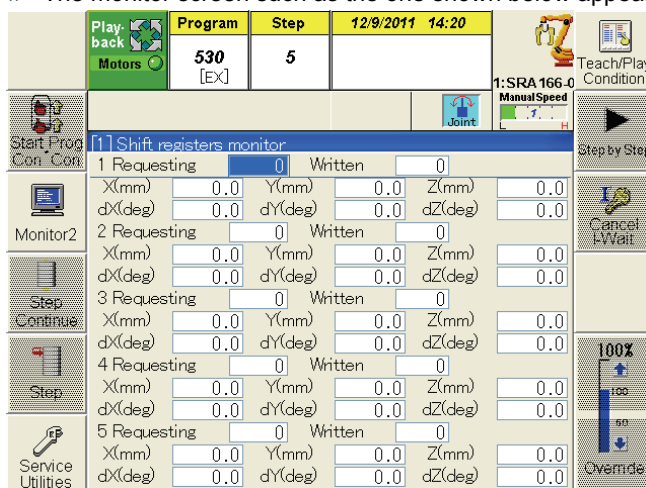 The monitor screen such as the one shown below appear
Play-
back
Motors
Program
530
[EX]
Step
5
12/9/2011 14:20
1:SRA166-0
Teach/Play
Condition
Joint
Manual Speed
1
L H
Start Prog
Con Con
Step by Step
[1] Shift registers monitor
1 Requesting 0 Written 0
X(mm) 0.0 Y(mm) 0.0 Z(mm) 0.0
dX(deg) 0.0 dY(deg) 0.0 dZ(deg) 0.0
2 Requesting 0 Written 0
X(mm) 0.0 Y(mm) 0.0 Z(mm) 0.0
dX(deg) 0.0 dY(deg) 0.0 dZ(deg) 0.0
3 Requesting 0 Written 0
X(mm) 0.0 Y(mm) 0.0 Z(mm) 0.0
dX(deg) 0.0 dY(deg) 0.0 dZ(deg) 0.0
4 Requesting 0 Written 0
X(mm) 0.0 Y(mm) 0.0 Z(mm) 0.0
dX(deg) 0.0 dY(deg) 0.0 dZ(deg) 0.0
5 Requesting 0 Written 0
X(mm) 0.0 Y(mm) 0.0 Z(mm) 0.0
dX(deg) 0.0 dY(deg) 0.0 dZ(deg) 0.0
Monitor2
Step
Continue
Step
Service
Utilities
Cancel
I-Wait
100%
100
50
Override